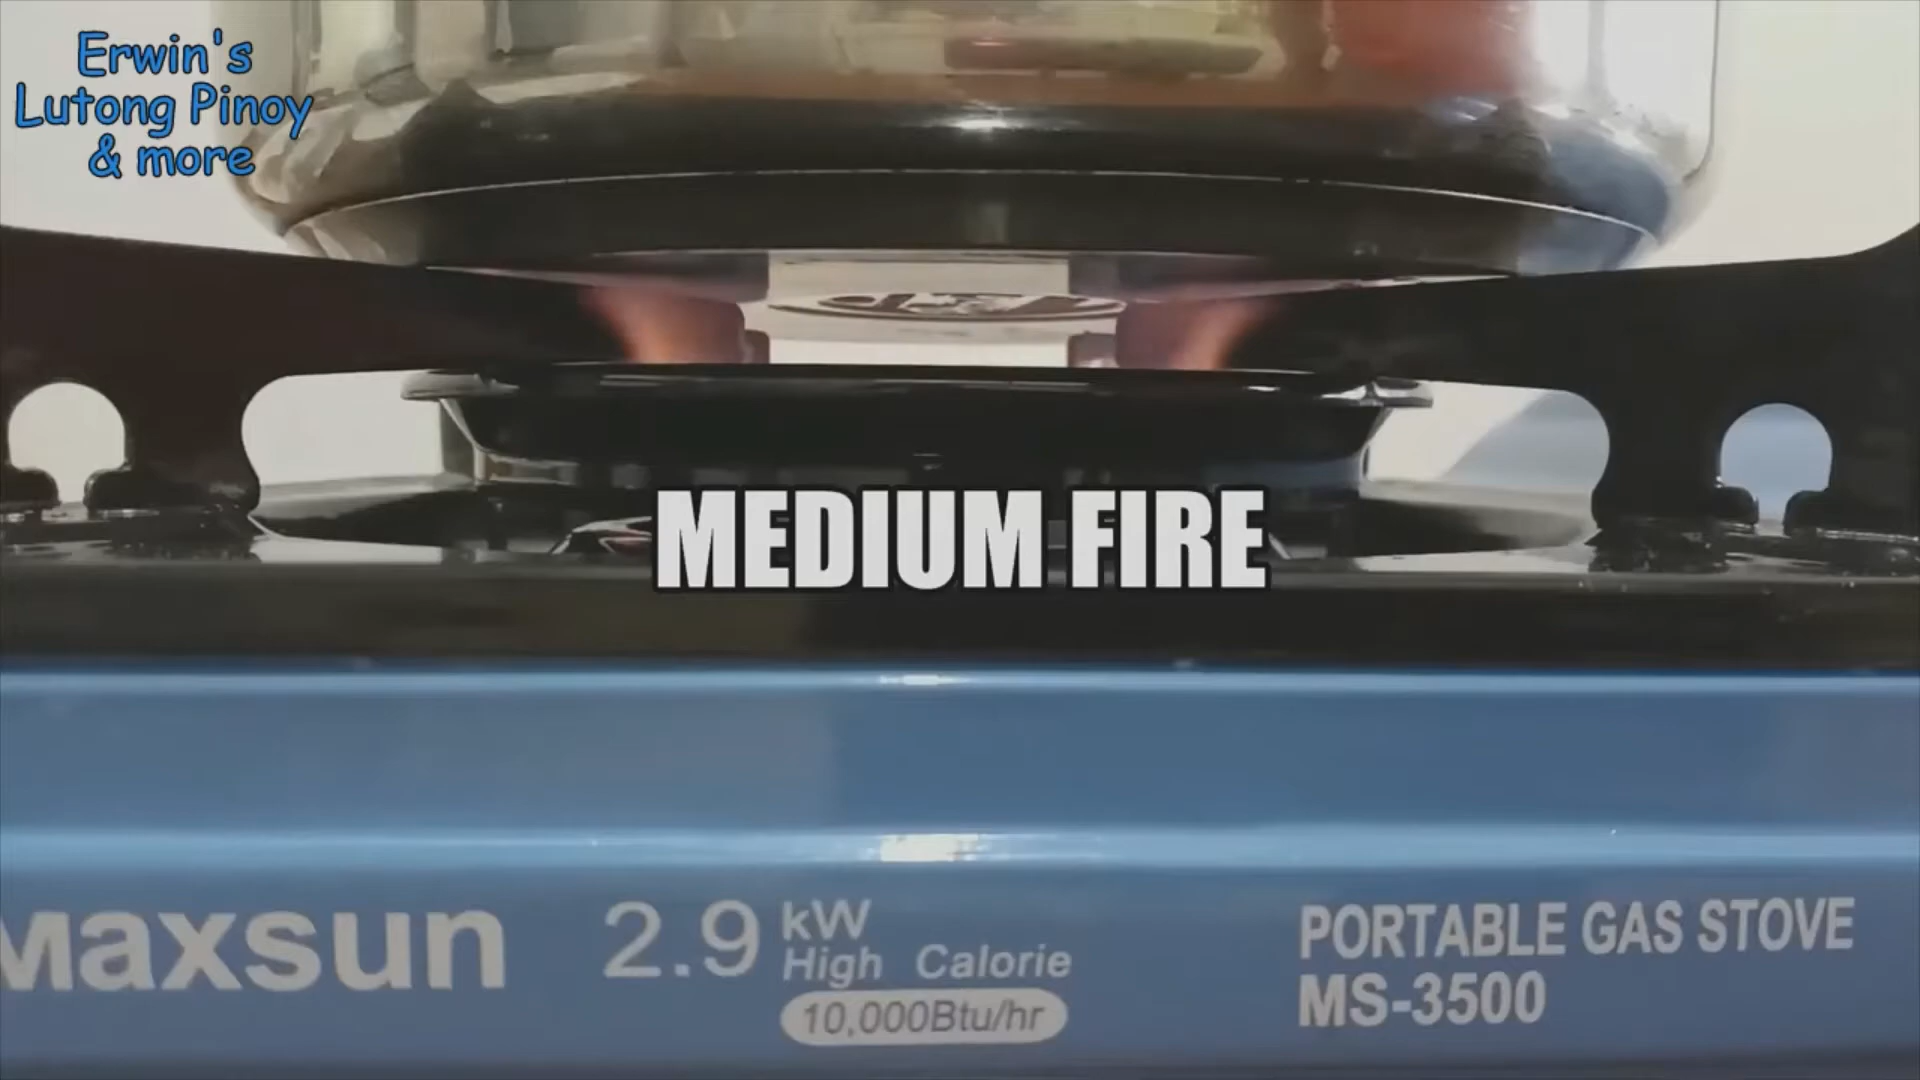 Erwin's
Lutong Pinoy
& more
MEDIUM FIRE
Maxsun
2.9 kW
High Calorie
10,000Btu/hr
PORTABLE GAS STOVE
MS-3500